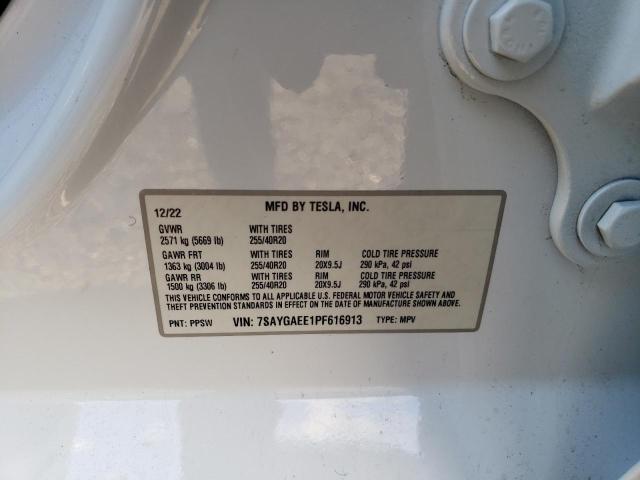 12/22 MFD BY TESLA, INC.
GVWR WITH TIRES
2571 kg (5669 lb) 255/40R20
GAWR FRT WITH TIRES RIM COLD TIRE PRESSURE
1363 kg (3004 lb) 255/40R20 20X9.5J 290 kPa, 42 psi
GAWR RR WITH TIRES RIM COLD TIRE PRESSURE
1500 kg (3306 lb) 255/40R20 20X9.5J 290 kPa, 42 psi
THIS VEHICLE CONFORMS TO ALL APPLICABLE U.S. FEDERAL MOTOR VEHICLE SAFETY AND
THEFT PREVENTION STANDARDS IN EFFECT ON THE DATE OF MANUFACTURE SHOWN ABOVE.
PNT: PPSW VIN: 7SAYGAEE1PF616913 TYPE: MPV